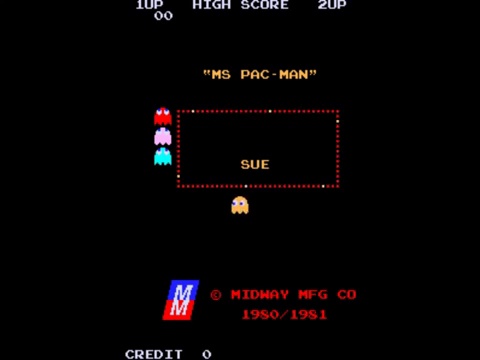 1UP HIGH SCORE 2UP
00
"MS PAC-MAN"
SUE
MM
© MIDWAY MFG CO
1980/1981
CREDIT 0